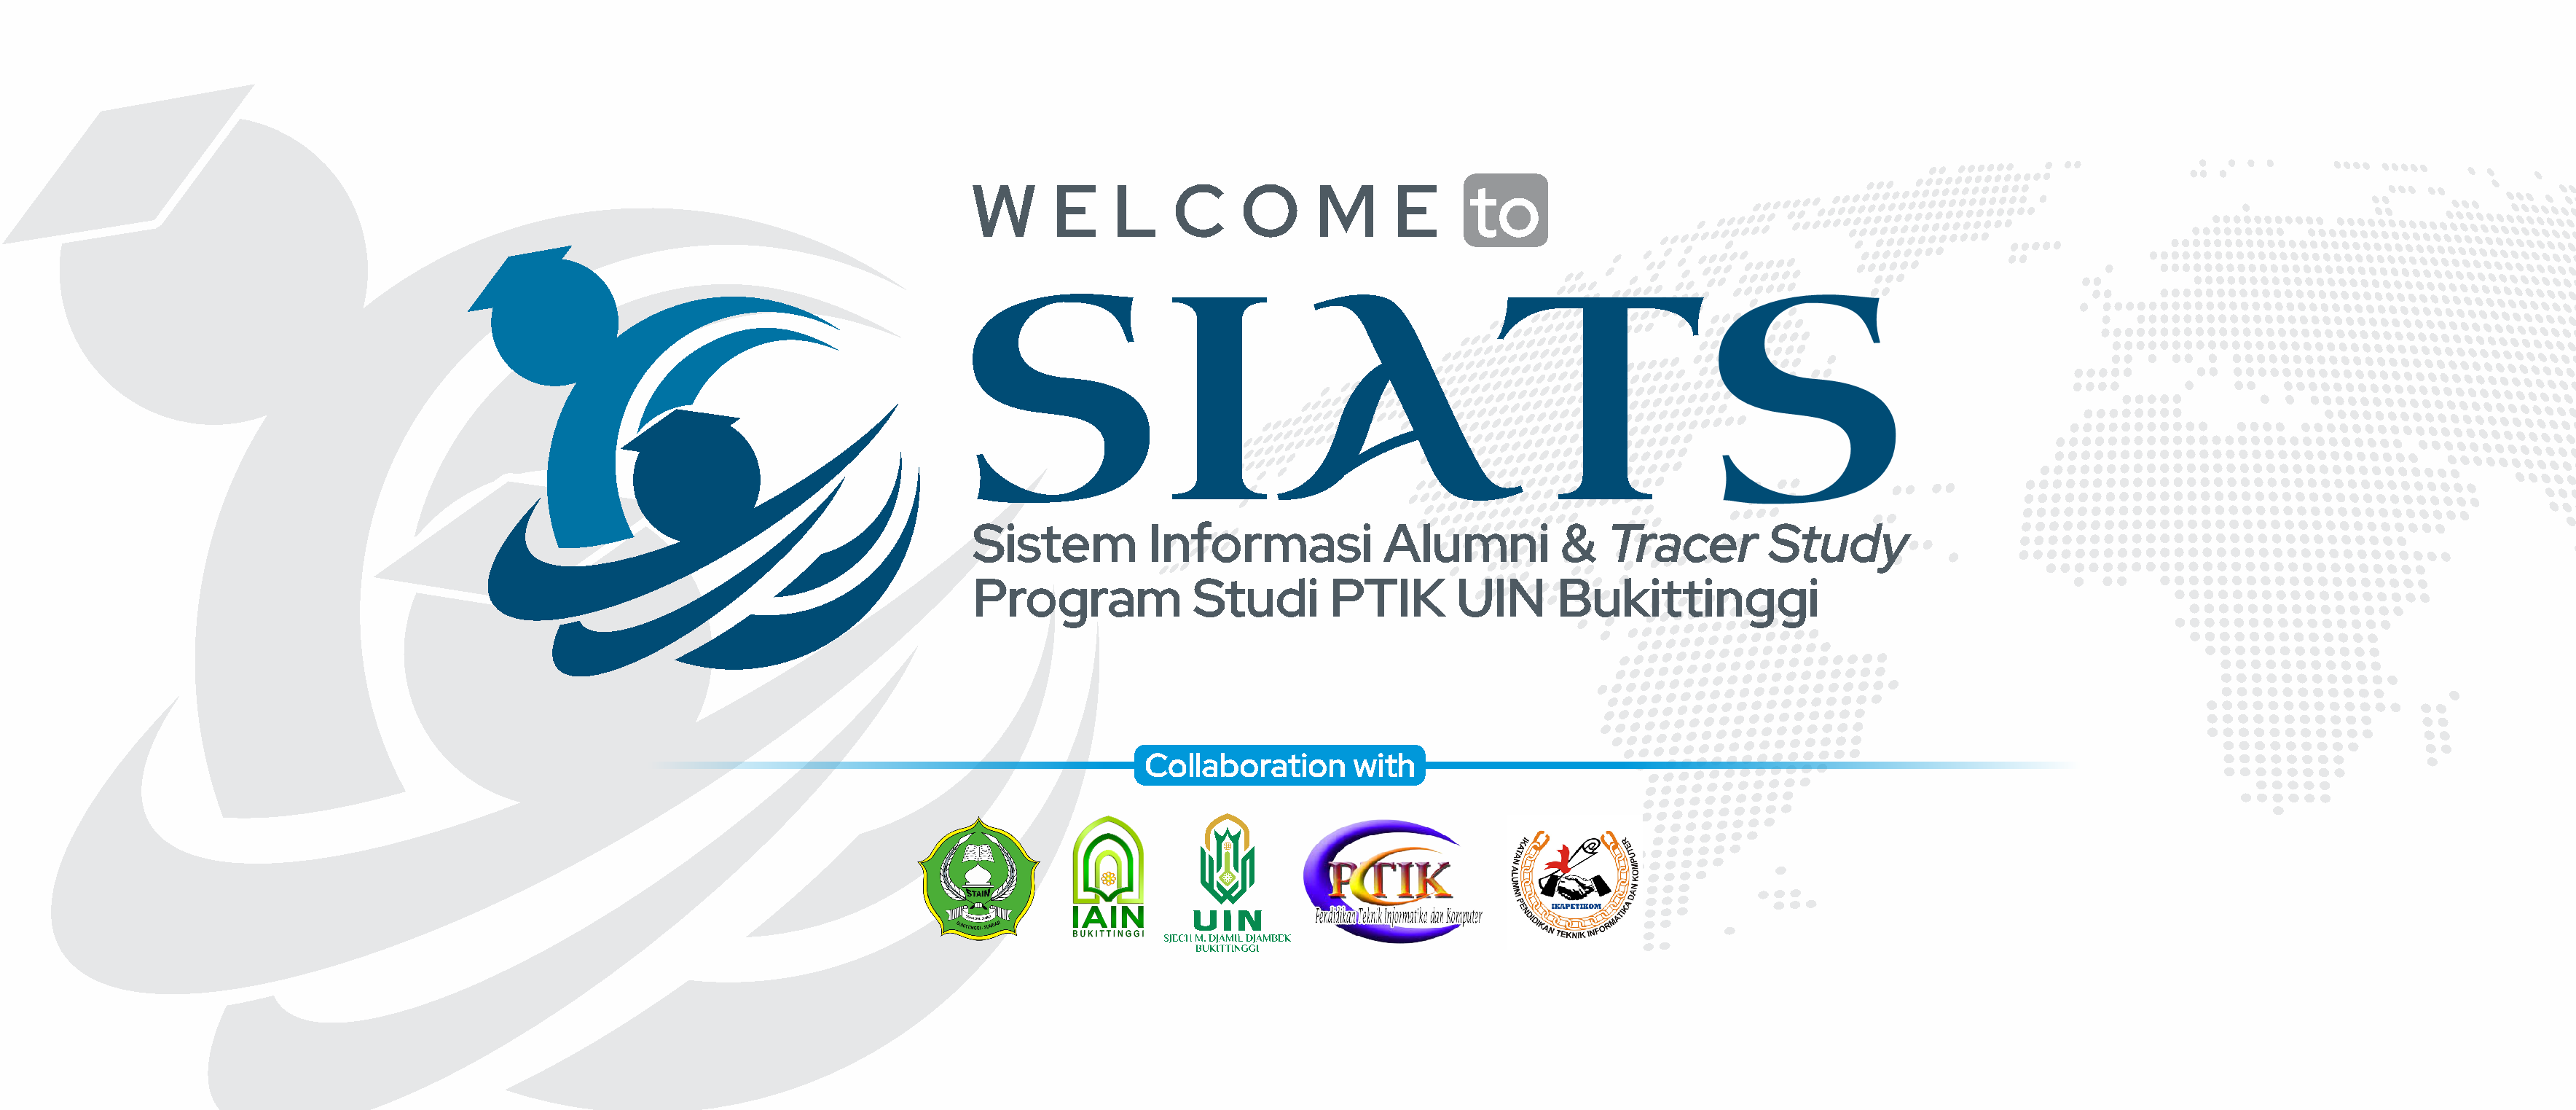 WELCOME to
SIATS
Sistem Informasi Alumni & Tracer Study
Program Studi PTIK UIN Bukittinggi
Collaboration with
STAIN
IAIN
BUKITTINGGI
UIN
SJECH M. DJAMIL DJAMBEK
BUKITTINGGI
PTIK
Pendidikan Teknik Informatika dan Komputer
IKATAN ALUMNI PENDIDIKAN TEKNIK INFORMATIKA DAN KOMPUTER
IKAPETIKOM